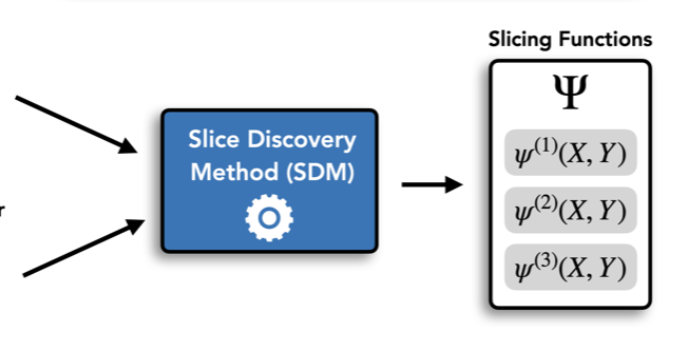 Slicing Functions
Ψ
Slice Discovery
Method (SDM)
ψ⁽¹⁾(X, Y)
ψ⁽²⁾(X, Y)
ψ⁽³⁾(X, Y)